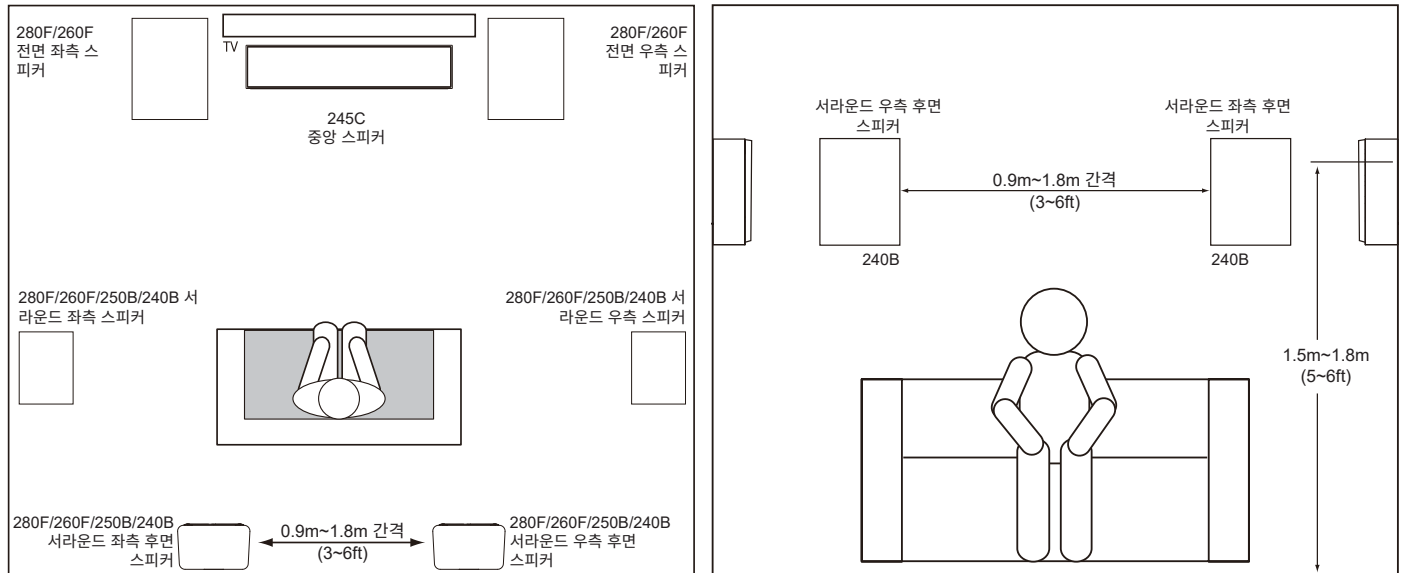 280F/260F
전면 좌측 스
피커
TV
245C
중앙 스피커
280F/260F
전면 우측 스
피커
280F/260F/250B/240B 서
라운드 좌측 스피커
280F/260F/250B/240B 서
라운드 우측 스피커
280F/260F/250B/240B
서라운드 좌측 후면
스피커
0.9m~1.8m 간격
(3~6ft)
280F/260F/250B/240B
서라운드 우측 후면
스피커
서라운드 우측 후면
스피커
서라운드 좌측 후면
스피커
0.9m~1.8m 간격
(3~6ft)
240B
240B
1.5m~1.8m
(5~6ft)